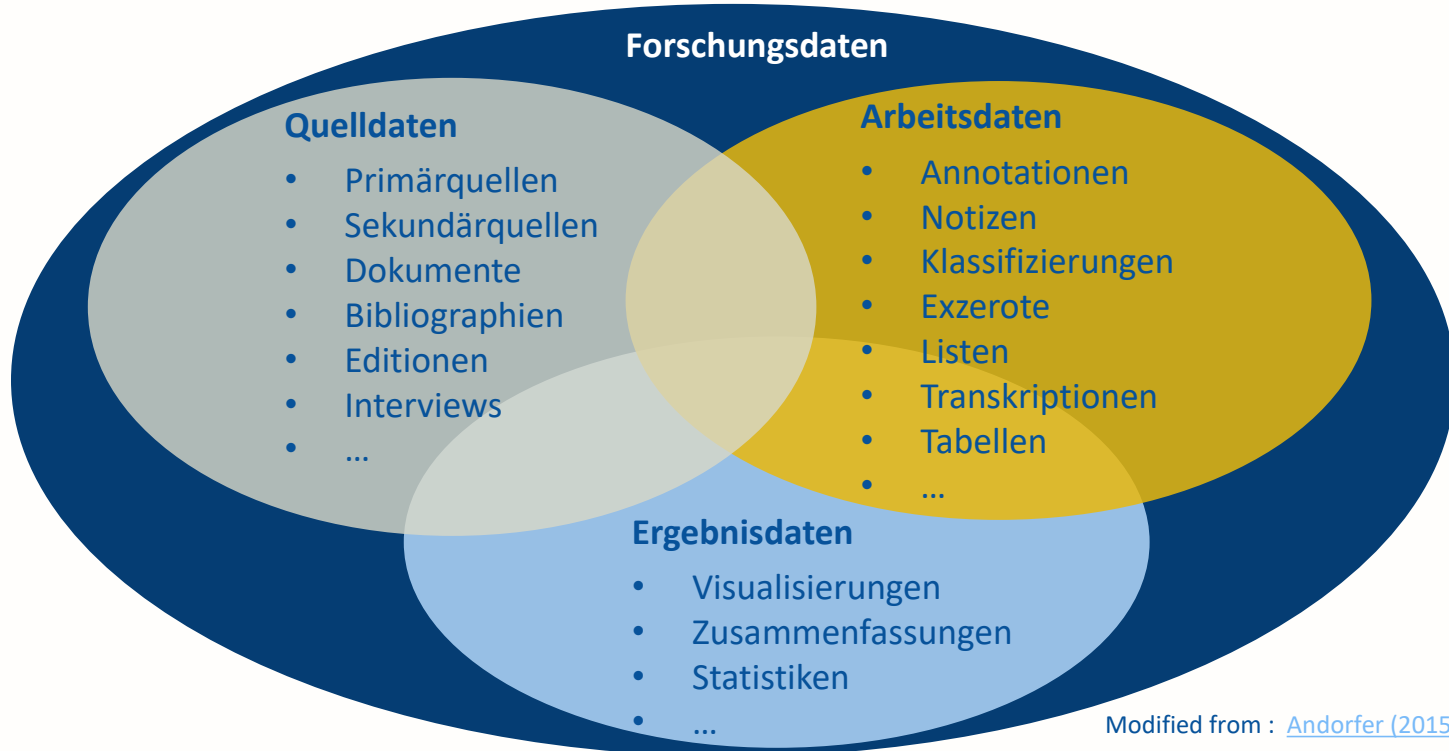 Forschungsdaten
Quelldaten
• Primärquellen
• Sekundärquellen
• Dokumente
• Bibliographien
• Editionen
• Interviews
• ...
Arbeitsdaten
• Annotationen
• Notizen
• Klassifizierungen
• Exzerote
• Listen
• Transkriptionen
• Tabellen
• ...
Ergebnisdaten
• Visualisierungen
• Zusammenfassungen
• Statistiken
• ...
Modified from : Andorfer (2015